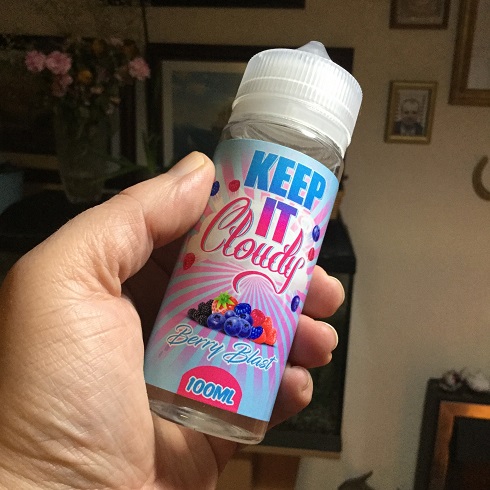 KEEP
IT
Cloudy
Berry Blast
100ML